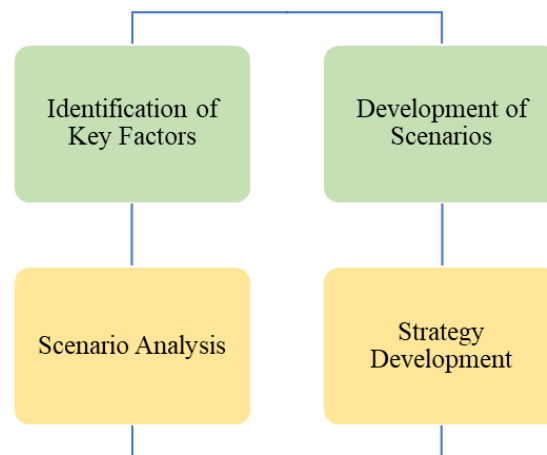 Identification of
Key Factors
Development of
Scenarios
Scenario Analysis
Strategy
Development